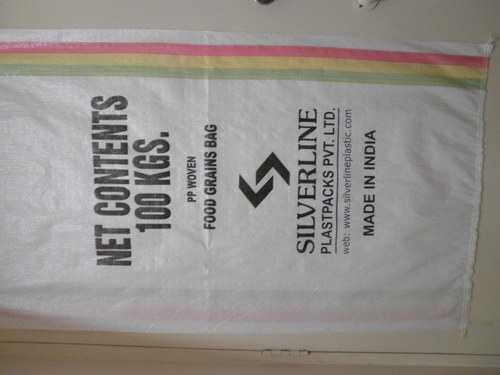 NET CONTENTS
100 KGS.
PP WOVEN
FOOD GRAINS BAG
SILVERLINE
PLASTPACKS PVT. LTD.
web: www.silverlineplastic.com
MADE IN INDIA